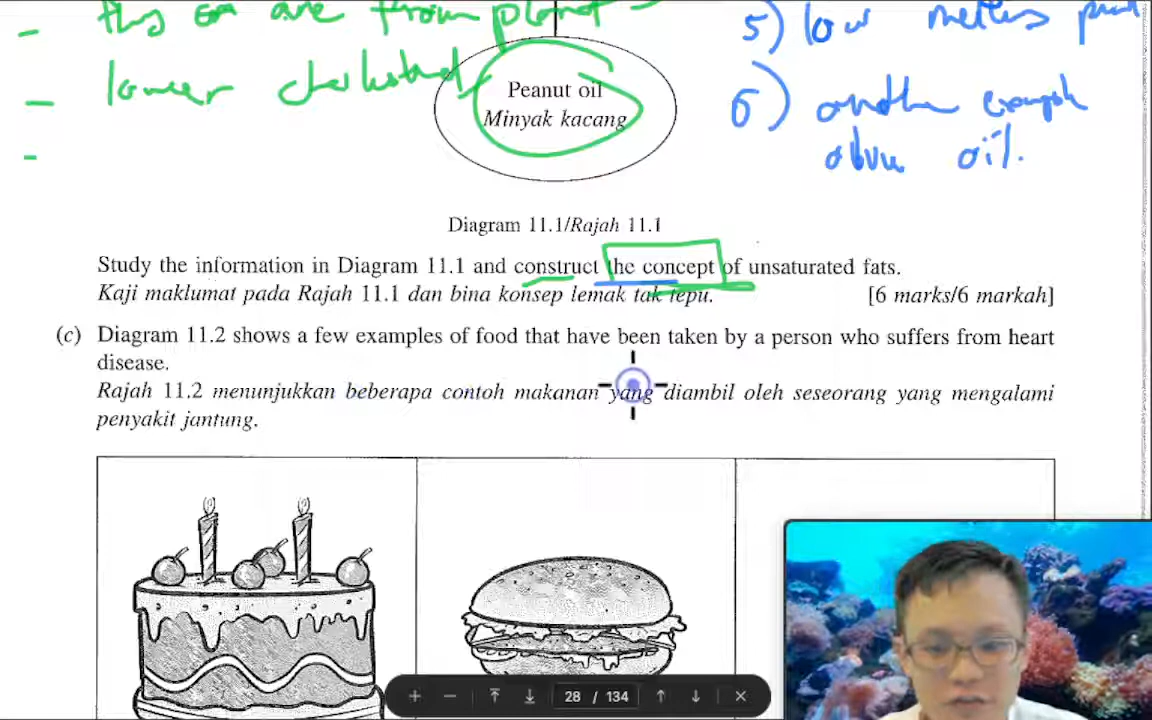 this are from plant
5) low melting point
lower cholesterol
Peanut oil
Minyak kacang
6) another example
oil.
Diagram 11.1/Rajah 11.1
Study the information in Diagram 11.1 and construct the concept of unsaturated fats.
Kaji maklumat pada Rajah 11.1 dan bina konsep lemak tak tepu.
[6 marks/6 markah]
(c) Diagram 11.2 shows a few examples of food that have been taken by a person who suffers from heart
disease.
Rajah 11.2 menunjukkan beberapa contoh makanan yang diambil oleh seseorang yang mengalami
penyakit jantung.
28 / 134